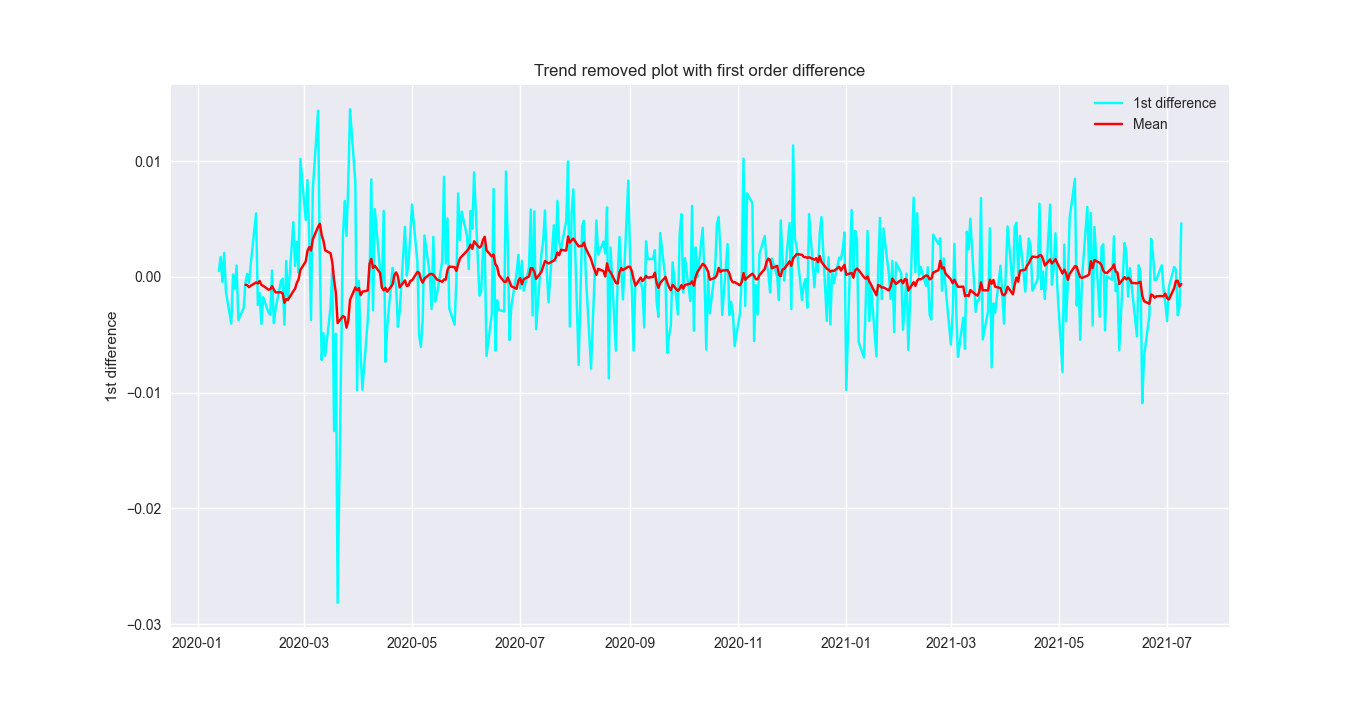 Trend removed plot with first order difference
1st difference
Mean
0.01
0.00
−0.01
−0.02
−0.03
1st difference
2020-01 2020-03 2020-05 2020-07 2020-09 2020-11 2021-01 2021-03 2021-05 2021-07